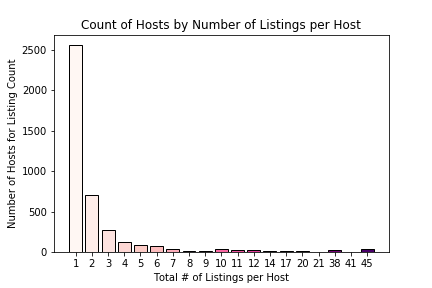 Count of Hosts by Number of Listings per Host
Number of Hosts for Listing Count
2500
2000
1500
1000
500
0
1 2 3 4 5 6 7 8 9 10 11 12 14 17 20 21 38 41 45
Total # of Listings per Host